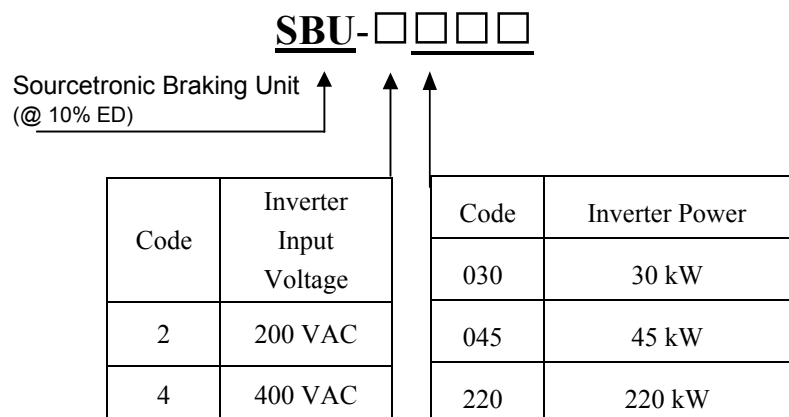 SBU-□□□□
Sourcetronic Braking Unit
(@ 10% ED)
Code
Inverter
Input
Voltage
2 200 VAC
4 400 VAC
Code Inverter Power
030 30 kW
045 45 kW
220 220 kW